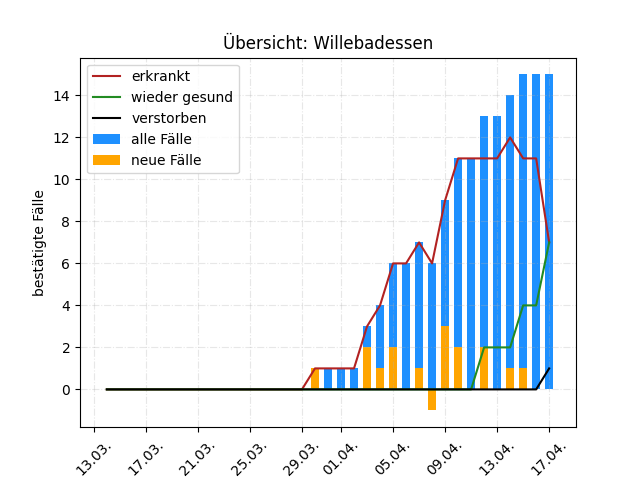 Übersicht: Willebadessen
erkrankt
wieder gesund
verstorben
alle Fälle
neue Fälle
bestätigte Fälle
14
12
10
8
6
4
2
0
13.03. 17.03. 21.03. 25.03. 29.03. 01.04. 05.04. 09.04. 13.04. 17.04.